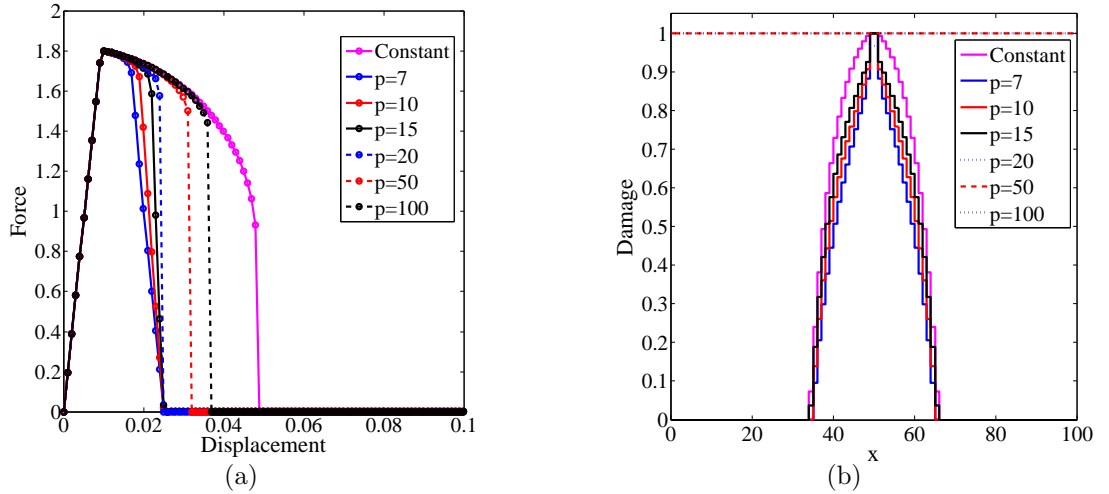 2
1.8
1.6
1.4
1.2
1
0.8
0.6
0.4
0.2
0
Force
0 0.02 0.04 0.06 0.08 0.1
Displacement
Constant
p=7
p=10
p=15
p=20
p=50
p=100
(a)
1
0.9
0.8
0.7
0.6
0.5
0.4
0.3
0.2
0.1
0
Damage
0 20 40 60 80 100
x
Constant
p=7
p=10
p=15
p=20
p=50
p=100
(b)